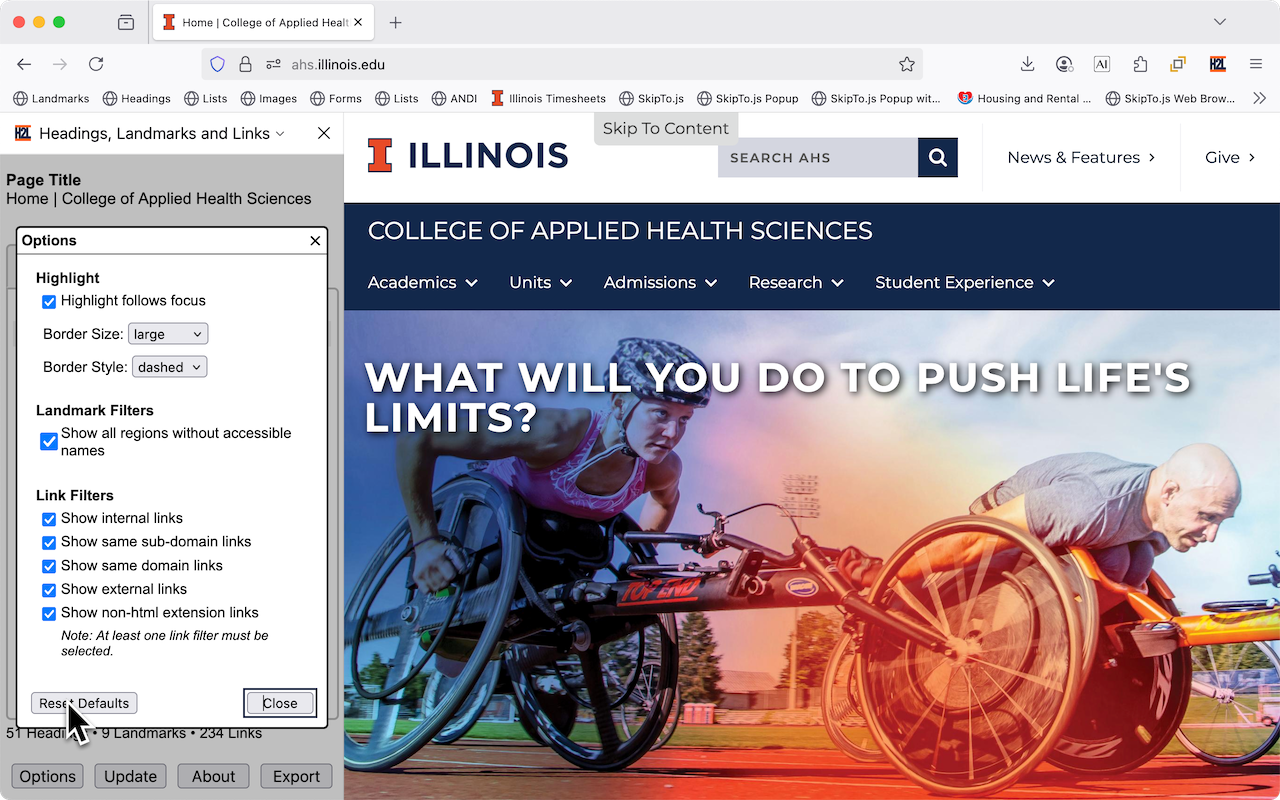 Home | College of Applied Healt
ahs.illinois.edu
AI
H2L
Landmarks
Headings
Lists
Images
Forms
Lists
ANDI
Illinois Timesheets
SkipTo.js
SkipTo.js Popup
SkipTo.js Popup wit...
Housing and Rental ...
SkipTo.js Web Brow...
H2L
Headings, Landmarks and Links
Page Title
Home | College of Applied Health Sciences
Options
Highlight
Highlight follows focus
Border Size: large
Border Style: dashed
Landmark Filters
Show all regions without accessible
names
Link Filters
Show internal links
Show same sub-domain links
Show same domain links
Show external links
Show non-html extension links
Note: At least one link filter must be
selected.
Reset Defaults
Close
51 Headi • 9 Landmarks • 234 Links
Options
Update
About
Export
Skip To Content
ILLINOIS
SEARCH AHS
News & Features
Give
COLLEGE OF APPLIED HEALTH SCIENCES
Academics
Units
Admissions
Research
Student Experience
WHAT WILL YOU DO TO PUSH LIFE'S
LIMITS?
TOP END